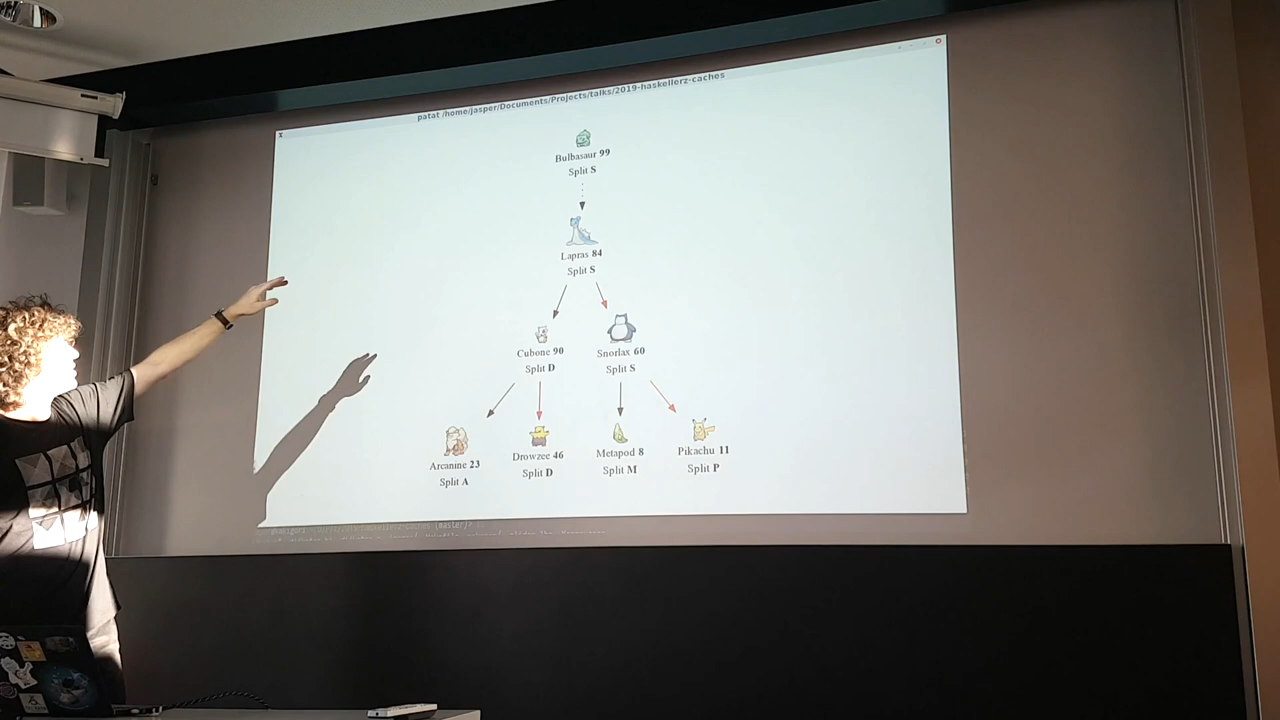 patat /home/jasper/Documents/Projects/talks/2019-haskellerz-caches
Bulbasaur 99
Split S
Lapras 84
Split S
Cubone 90
Split D
Snorlax 60
Split S
Arcanine 23
Split A
Drowzee 46
Split D
Metapod 8
Split M
Pikachu 11
Split P